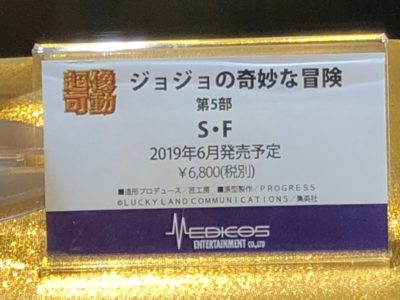 超像可動
ジョジョの奇妙な冒険
第5部
S・F
2019年6月発売予定
¥6,800(税別)
■造形プロデュース／匠工房 ■原型製作／PROGRESS
©LUCKY LAND COMMUNICATIONS／集英社
MEDICOS
ENTERTAINMENT CO.,LTD